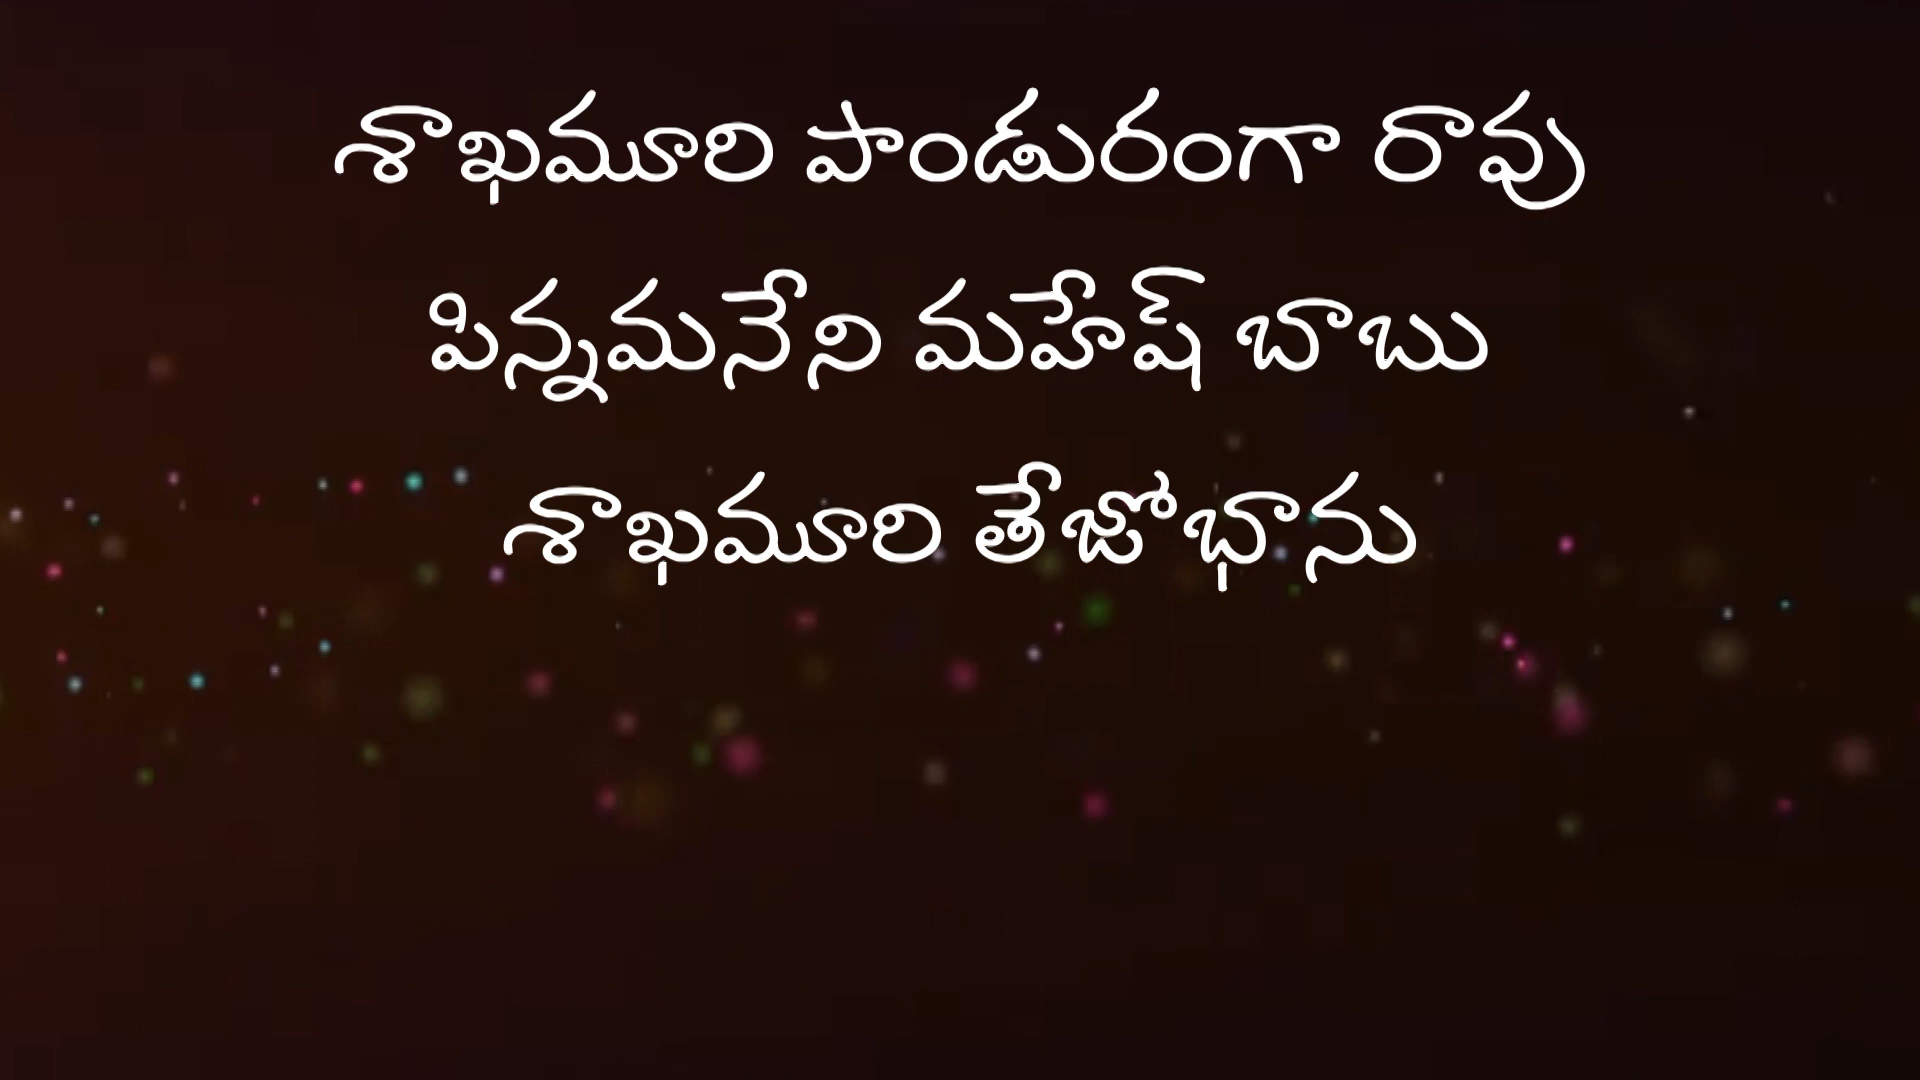 శాఖమూరి పాండురంగా రావు
పిన్నమనేని మహేష్ బాబు
శాఖమూరి తేజోభాను